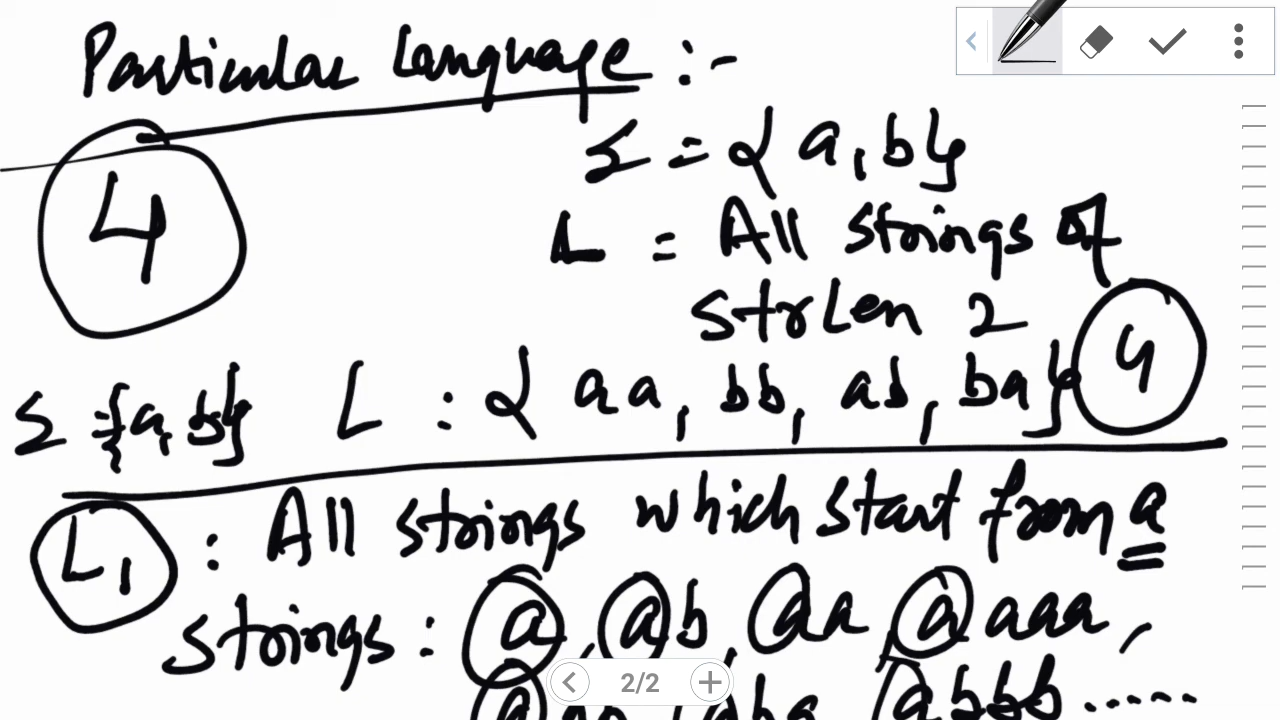 Particular Language :-
4
Σ = { a, b}
L = All strings of
strLen 2
4
Σ = {a, b} L : { aa, bb, ab, ba}
L1 : All strings which start from a
strings : a, ab, aa, aaaa,
abbb ......
2/2